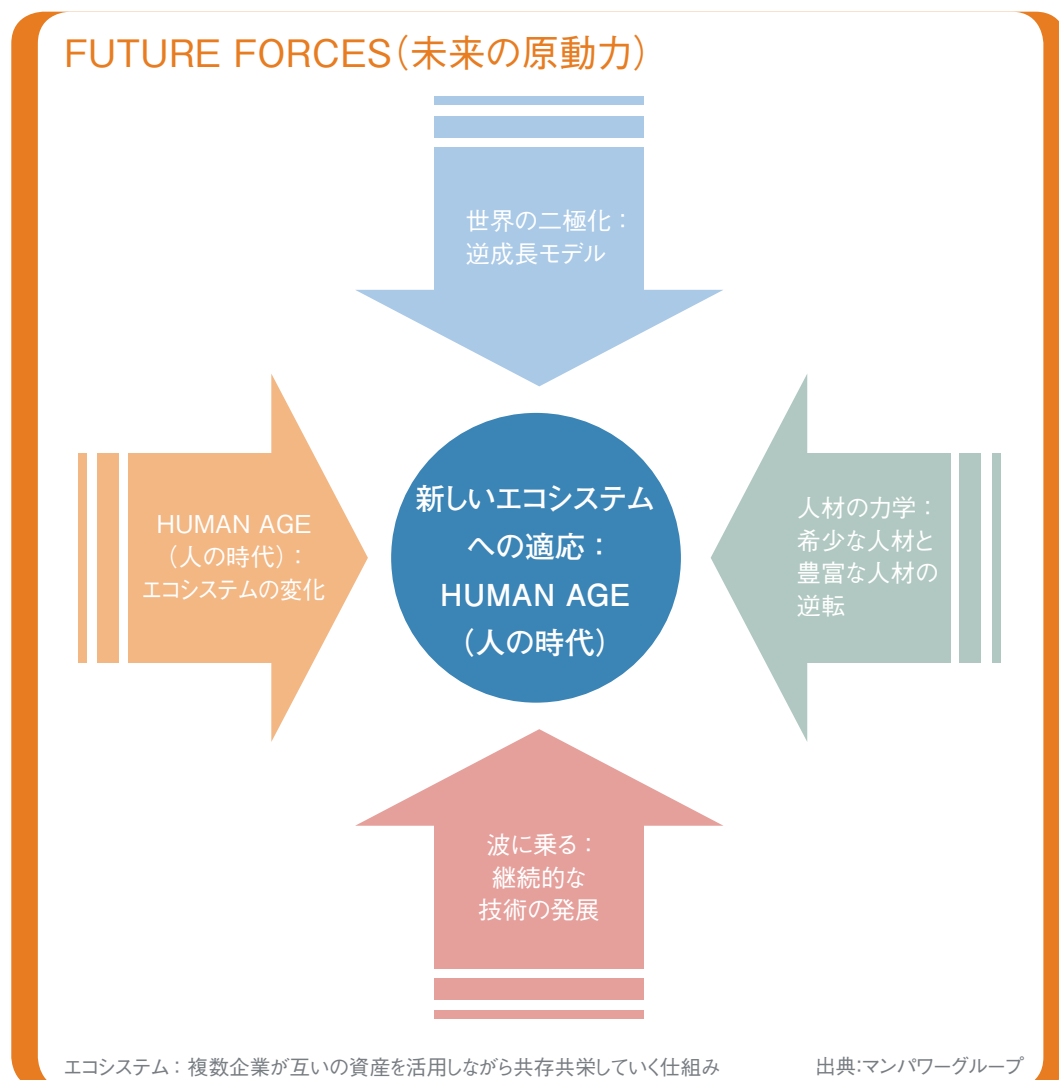 FUTURE FORCES(未来の原動力)
世界の二極化：
逆成長モデル
HUMAN AGE
(人の時代)：
エコシステムの変化
新しいエコシステム
への適応：
HUMAN AGE
(人の時代)
人材の力学：
希少な人材と
豊富な人材の
逆転
波に乗る：
継続的な
技術の発展
エコシステム：複数企業が互いの資産を活用しながら共存共栄していく仕組み
出典:マンパワーグループ